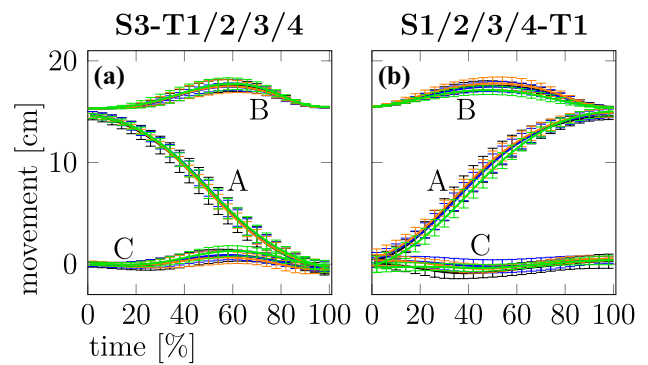 S3-T1/2/3/4 S1/2/3/4-T1
(a) (b)
20
10
0
movement [cm]
A B C
A B C
0 20 40 60 80 100 0 20 40 60 80 100
time [%]